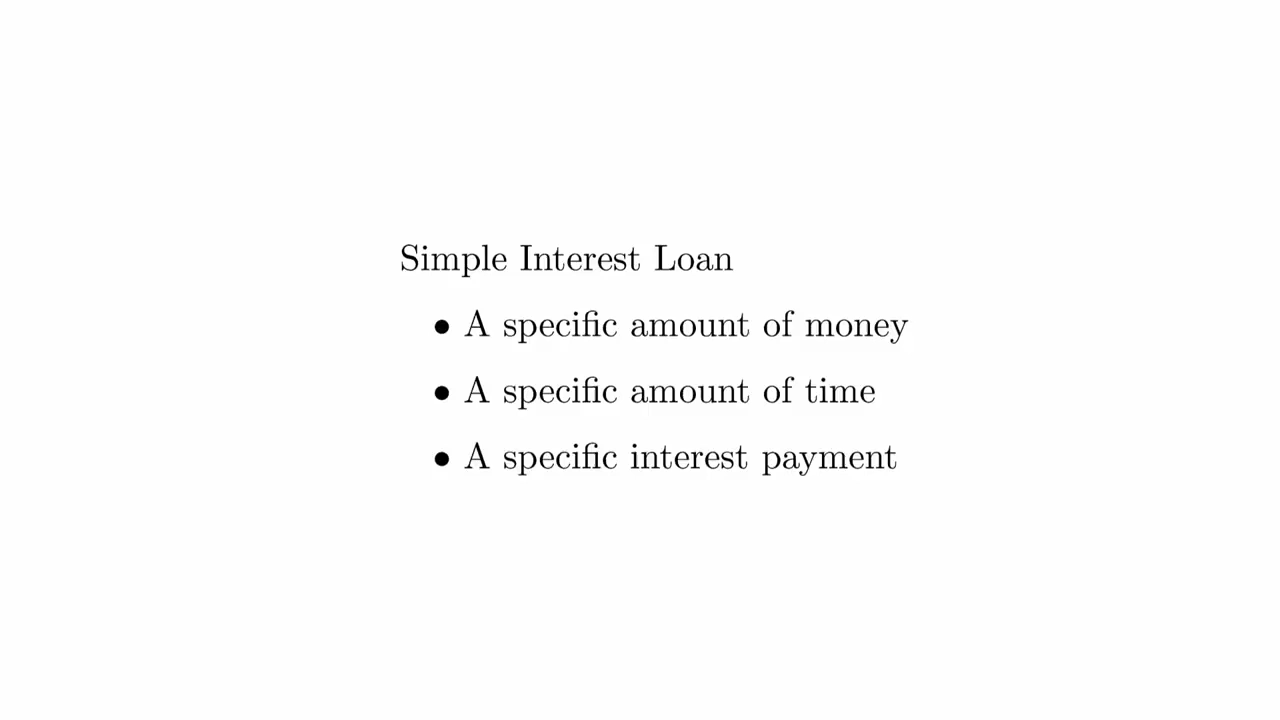 Simple Interest Loan
• A specific amount of money
• A specific amount of time
• A specific interest payment